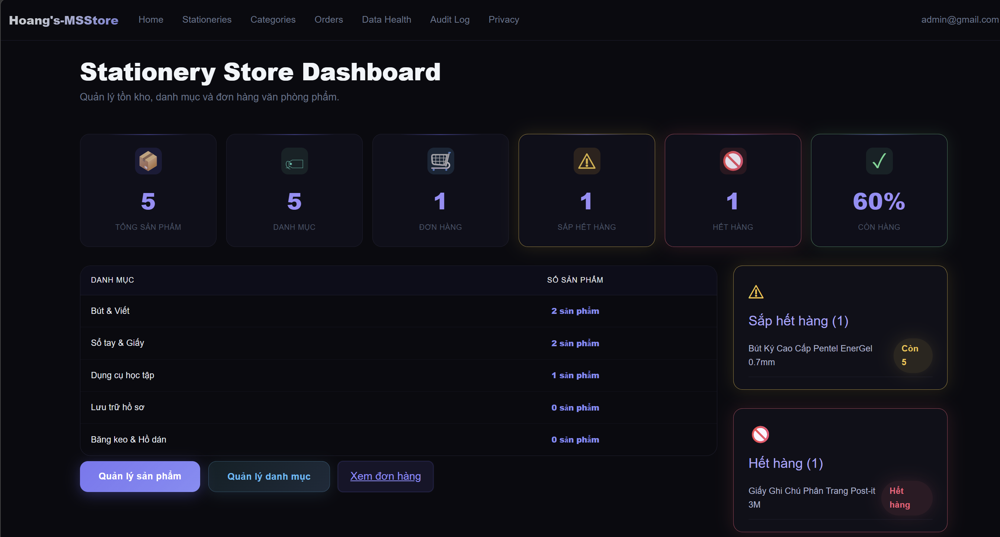 Hoang's-MSStore Home Stationeries Categories Orders Data Health Audit Log Privacy admin@gmail.com
Stationery Store Dashboard
Quản lý tồn kho, danh mục và đơn hàng văn phòng phẩm.
5
TỔNG SẢN PHẨM
5
DANH MỤC
1
ĐƠN HÀNG
1
SẮP HẾT HÀNG
1
HẾT HÀNG
60%
CÒN HÀNG
DANH MỤC SỐ SẢN PHẨM
Bút & Viết 2 sản phẩm
Sổ tay & Giấy 2 sản phẩm
Dụng cụ học tập 1 sản phẩm
Lưu trữ hồ sơ 0 sản phẩm
Băng keo & Hồ dán 0 sản phẩm
Quản lý sản phẩm Quản lý danh mục Xem đơn hàng
Sắp hết hàng (1)
Bút Ký Cao Cấp Pentel EnerGel
0.7mm
Còn
5
Hết hàng (1)
Giấy Ghi Chú Phân Trang Post-it
3M
Hết
hàng